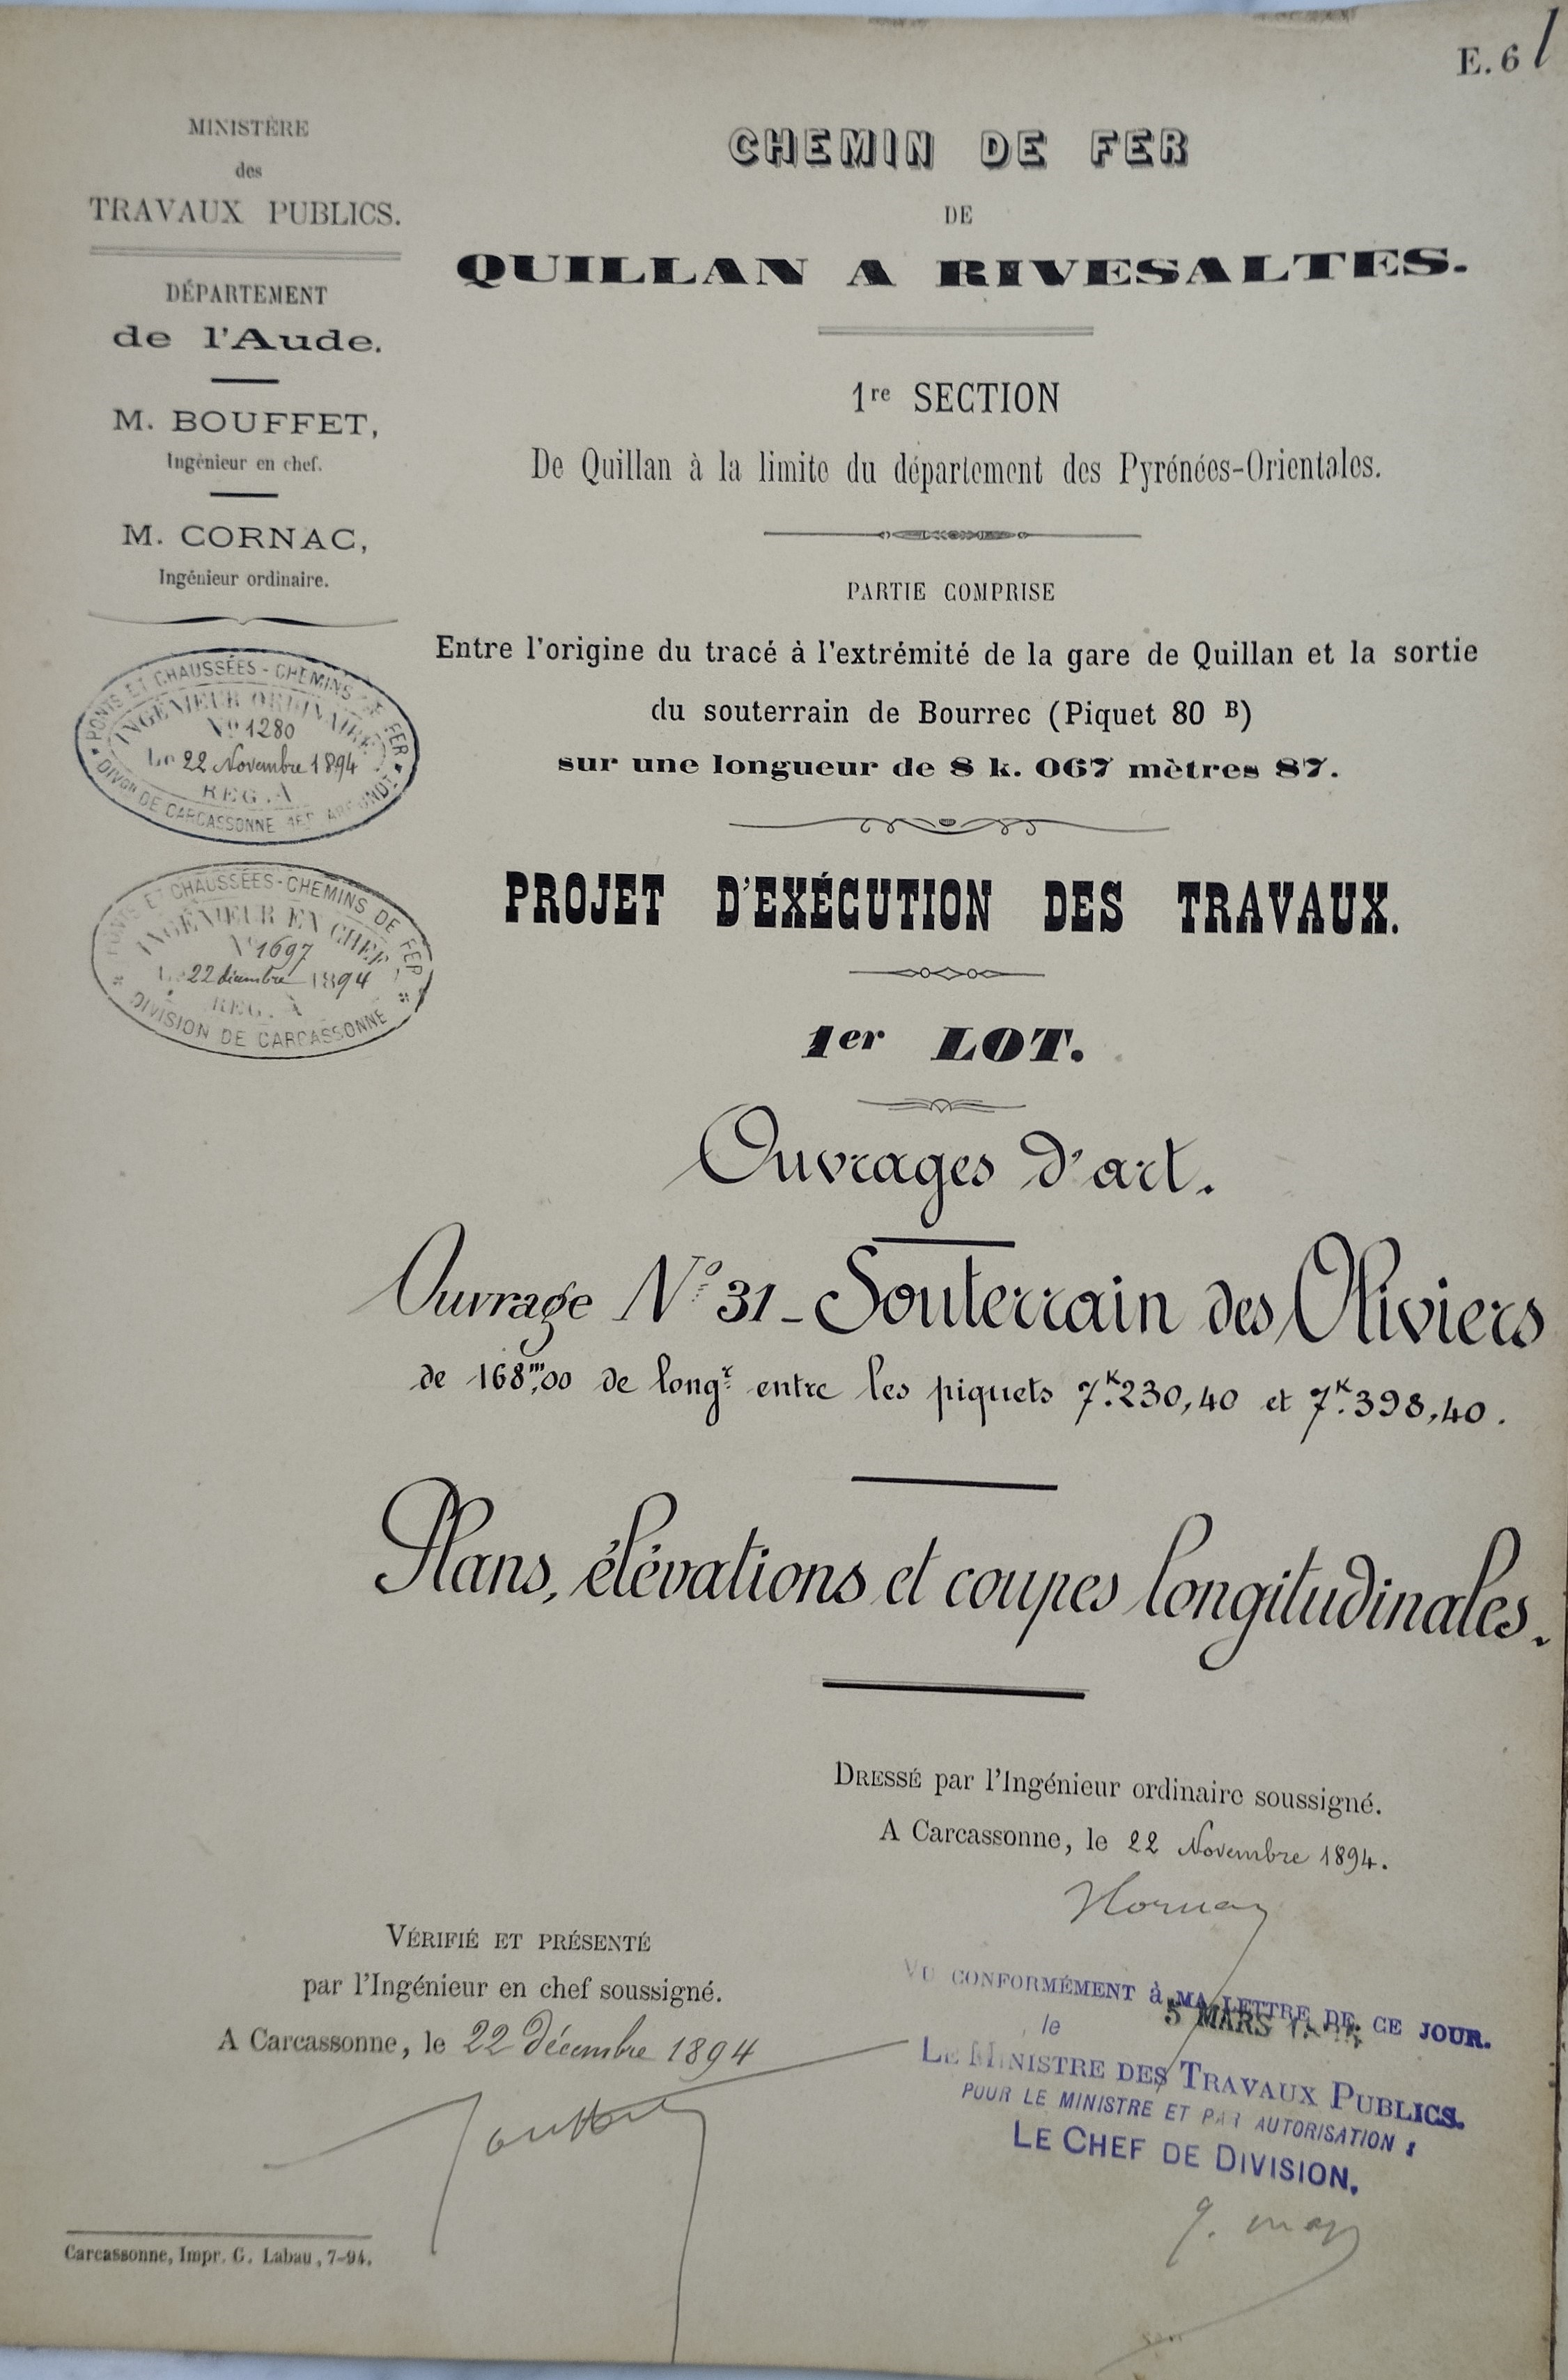 E. 6
MINISTÈRE
des
TRAVAUX PUBLICS.
DÉPARTEMENT
de l'Aude.
M. BOUFFET,
Ingénieur en chef.
M. CORNAC,
Ingénieur ordinaire.
PONTS ET CHAUSSÉES - CHEMINS DE FER
INGÉNIEUR ORDINAIRE
No 1280
Le 22 Novembre 1894
REG. A
DIVon DE CARCASSONNE
PONTS ET CHAUSSÉES - CHEMINS DE FER
INGÉNIEUR EN CHEF
No 1697
Le 22 décembre 1894
REG. A
DIVISION DE CARCASSONNE
CHEMIN DE FER
DE
QUILLAN A RIVESALTES.
1re SECTION
De Quillan à la limite du département des Pyrénées-Orientales.
PARTIE COMPRISE
Entre l'origine du tracé à l'extrémité de la gare de Quillan et la sortie
du souterrain de Bourrec (Piquet 80 B)
sur une longueur de 8 k. 067 mètres 87.
PROJET D'EXÉCUTION DES TRAVAUX.
1er LOT.
Ouvrages d'art.
Ouvrage No 31 - Souterrain des Oliviers
de 168m,00 de longr entre les piquets 7k.230,40 et 7k.398,40.
Plans, élévations et coupes longitudinales.
DRESSÉ par l'Ingénieur ordinaire soussigné.
A Carcassonne, le 22 Novembre 1894.
VÉRIFIÉ ET PRÉSENTÉ
par l'Ingénieur en chef soussigné.
A Carcassonne, le 22 décembre 1894
VU CONFORMÉMENT à MA LETTRE DE CE JOUR.
le 5 MARS
LE MINISTRE DES TRAVAUX PUBLICS.
POUR LE MINISTRE ET PAR AUTORISATION :
LE CHEF DE DIVISION,
Carcassonne, Impr. G. Labau, 7-94.